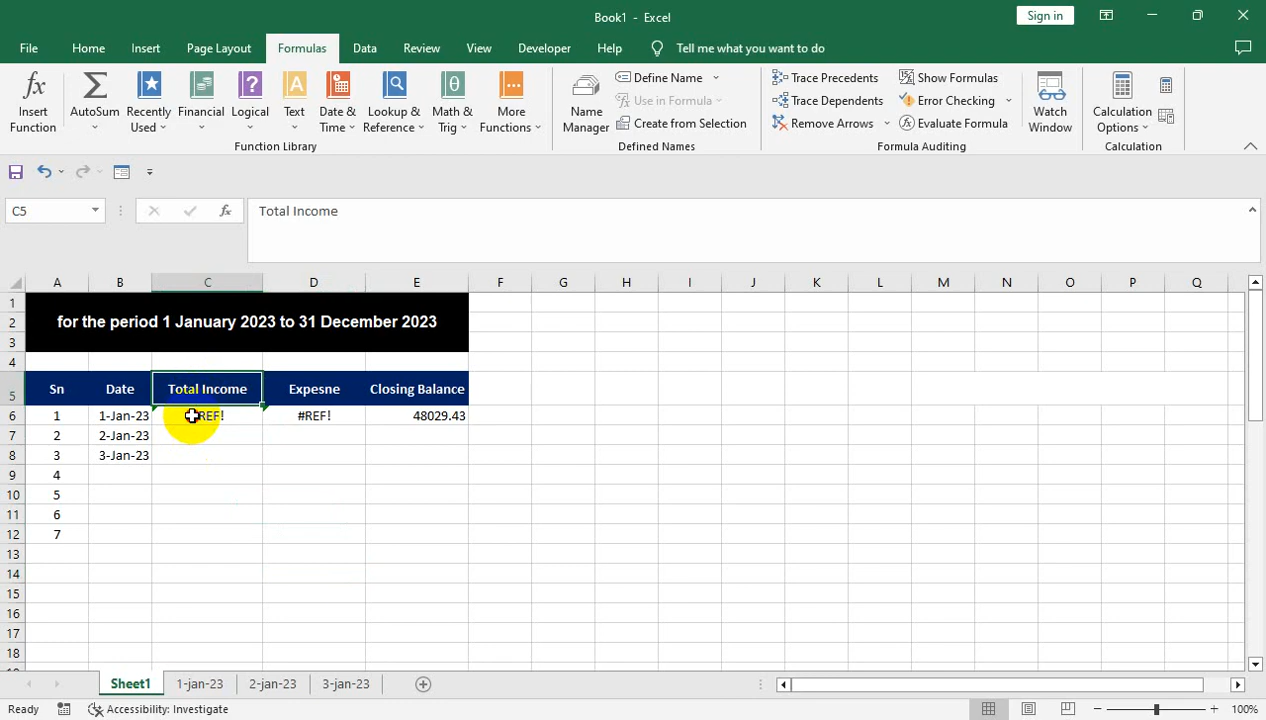 Book1 - Excel
Sign in
File Home Insert Page Layout Formulas Data Review View Developer Help Tell me what you want to do
Insert Function
AutoSum
Recently Used
Financial
Logical
Text
Date & Time
Lookup & Reference
Math & Trig
More Functions
Function Library
Name Manager
Define Name
Use in Formula
Create from Selection
Defined Names
Trace Precedents
Trace Dependents
Remove Arrows
Show Formulas
Error Checking
Evaluate Formula
Formula Auditing
Watch Window
Calculation Options
Calculation
C5 fx Total Income
A B C D E F G H I J K L M N O P Q
1
2 for the period 1 January 2023 to 31 December 2023
3
4
5 Sn Date Total Income Expesne Closing Balance
6 1 1-Jan-23 #REF! #REF! 48029.43
7 2 2-Jan-23
8 3 3-Jan-23
9 4
10 5
11 6
12 7
13
14
15
16
17
18
Sheet1 1-jan-23 2-jan-23 3-jan-23
Ready Accessibility: Investigate 100%